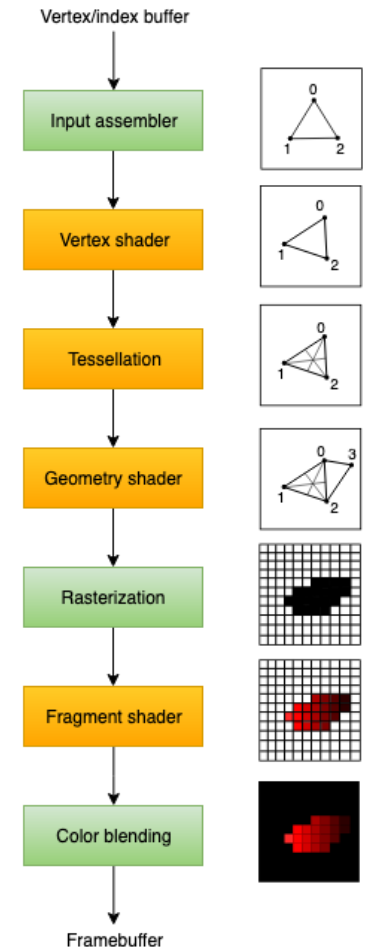 Vertex/index buffer
Input assembler
0
1 2
Vertex shader
0
1
2
Tessellation
0
1
2
Geometry shader
0 3
1
2
Rasterization
Fragment shader
Color blending
Framebuffer